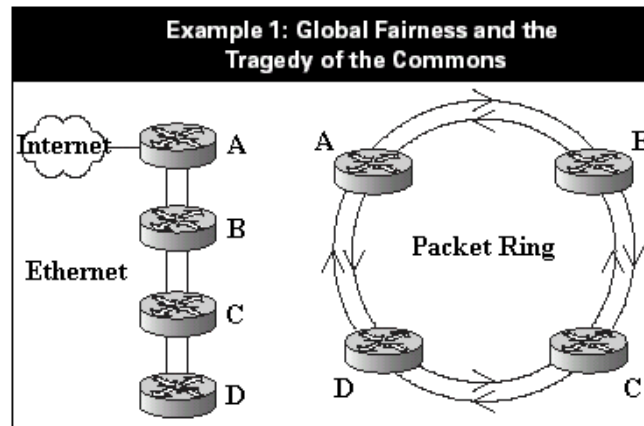 Example 1: Global Fairness and the
Tragedy of the Commons
Internet
A
B
Ethernet
C
D
A
B
Packet Ring
D
C